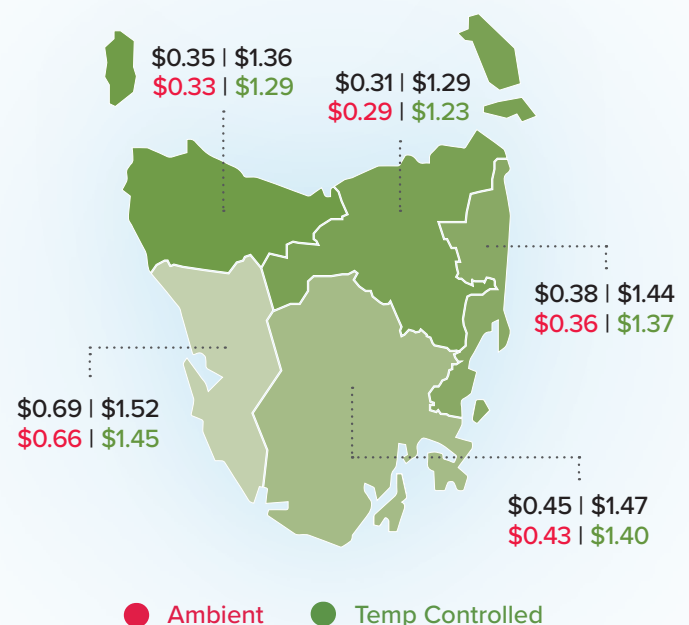 $0.35 | $1.36
$0.33 | $1.29
$0.31 | $1.29
$0.29 | $1.23
$0.38 | $1.44
$0.36 | $1.37
$0.69 | $1.52
$0.66 | $1.45
$0.45 | $1.47
$0.43 | $1.40
Ambient Temp Controlled